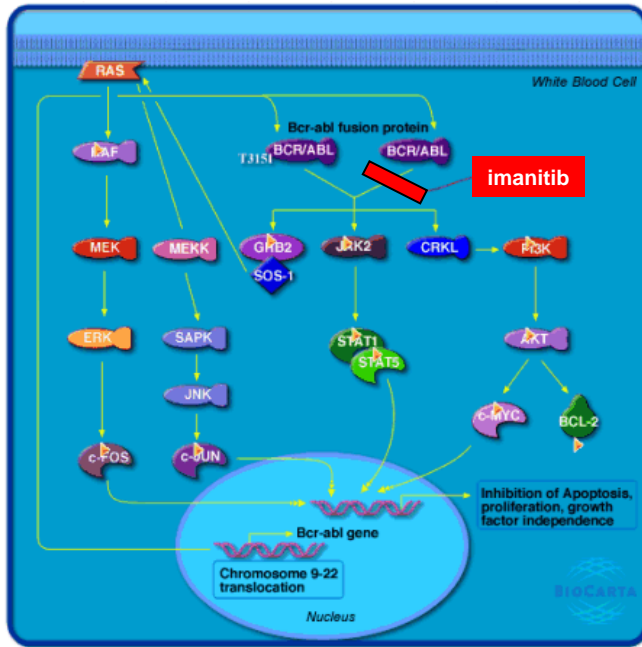 RAS
White Blood Cell
Bcr-abl fusion protein
RAF
T315I
BCR/ABL
BCR/ABL
imanitib
MEK
MEKK
GRB2
JRK2
CRKL
PI3K
SOS-1
ERK
SAPK
STAT1
AKT
STAT5
JNK
c-MYC
BCL-2
c-FOS
c-JUN
Inhibition of Apoptosis,
proliferation, growth
factor independence
Bcr-abl gene
Chromosome 9-22
translocation
Nucleus
BIOCARTA